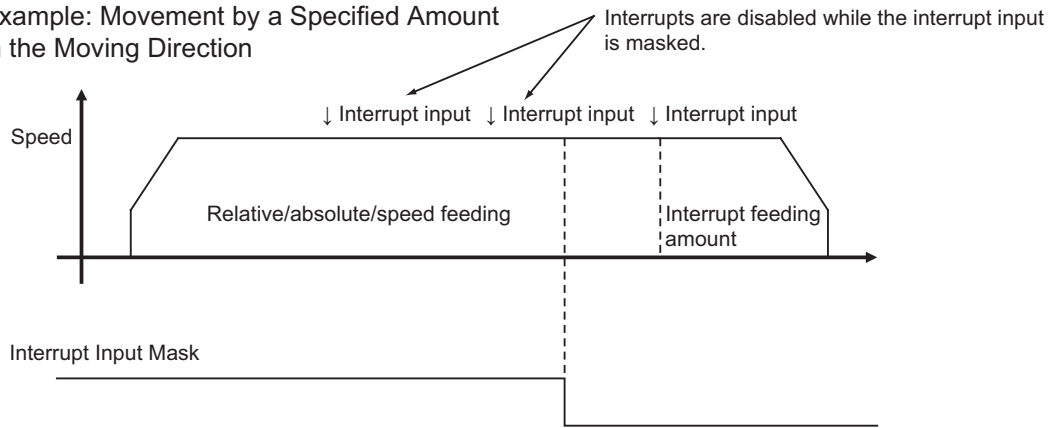 xample: Movement by a Specified Amount
the Moving Direction
Interrupts are disabled while the interrupt input
is masked.
↓ Interrupt input ↓ Interrupt input ↓ Interrupt input
Speed
Relative/absolute/speed feeding
Interrupt feeding
amount
Interrupt Input Mask